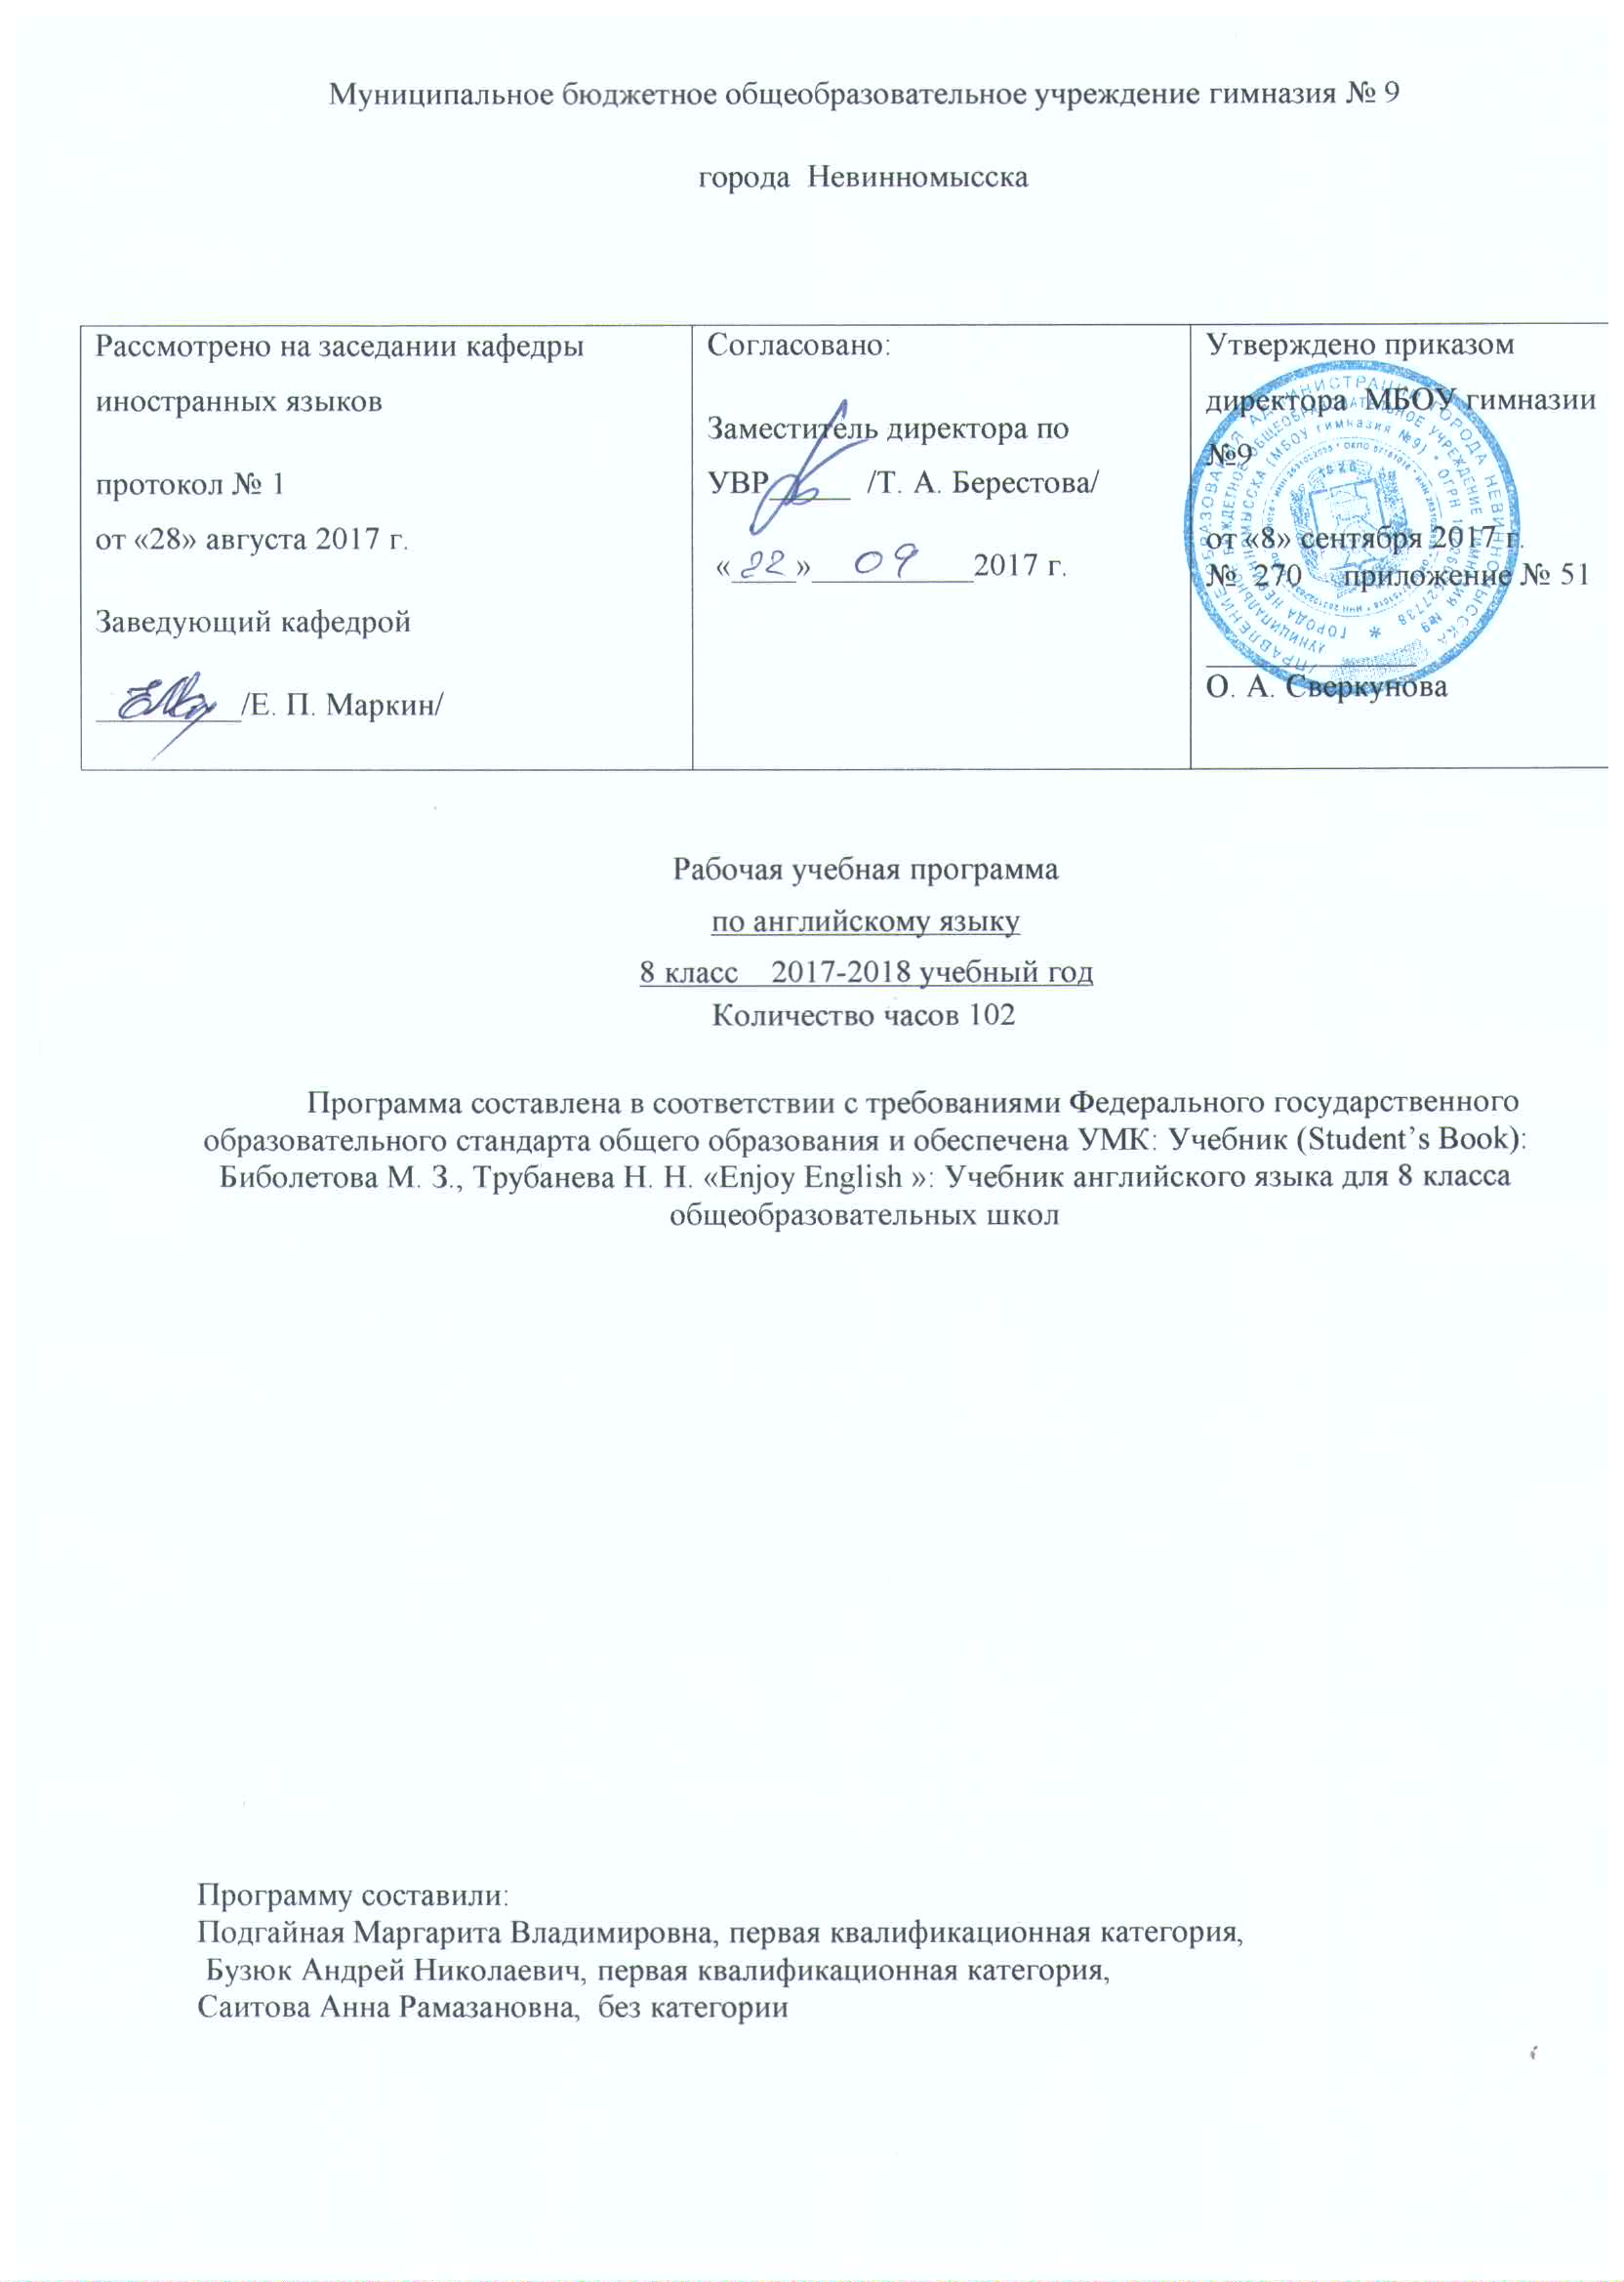 Муниципальное бюджетное общеобразовательное учреждение гимназия № 9
города Невинномысска
Рассмотрено на заседании кафедры
иностранных языков
протокол № 1
от «28» августа 2017 г.
Заведующий кафедрой
/Е. П. Маркин/
Согласовано:
Заместитель директора по
УВР______ /Т. А. Берестова/
«22» 09 2017 г.
Утверждено приказом
директора МБОУ гимназии
№9
от «8» сентября 2017 г.
№ 270 приложение № 51
О. А. Сверкунова
Рабочая учебная программа
по английскому языку
8 класс 2017-2018 учебный год
Количество часов 102
Программа составлена в соответствии с требованиями Федерального государственного
образовательного стандарта общего образования и обеспечена УМК: Учебник (Student’s Book):
Биболетова М. З., Трубанева Н. Н. «Enjoy English »: Учебник английского языка для 8 класса
общеобразовательных школ
Программу составили:
Подгайная Маргарита Владимировна, первая квалификационная категория,
Бузюк Андрей Николаевич, первая квалификационная категория,
Саитова Анна Рамазановна, без категории